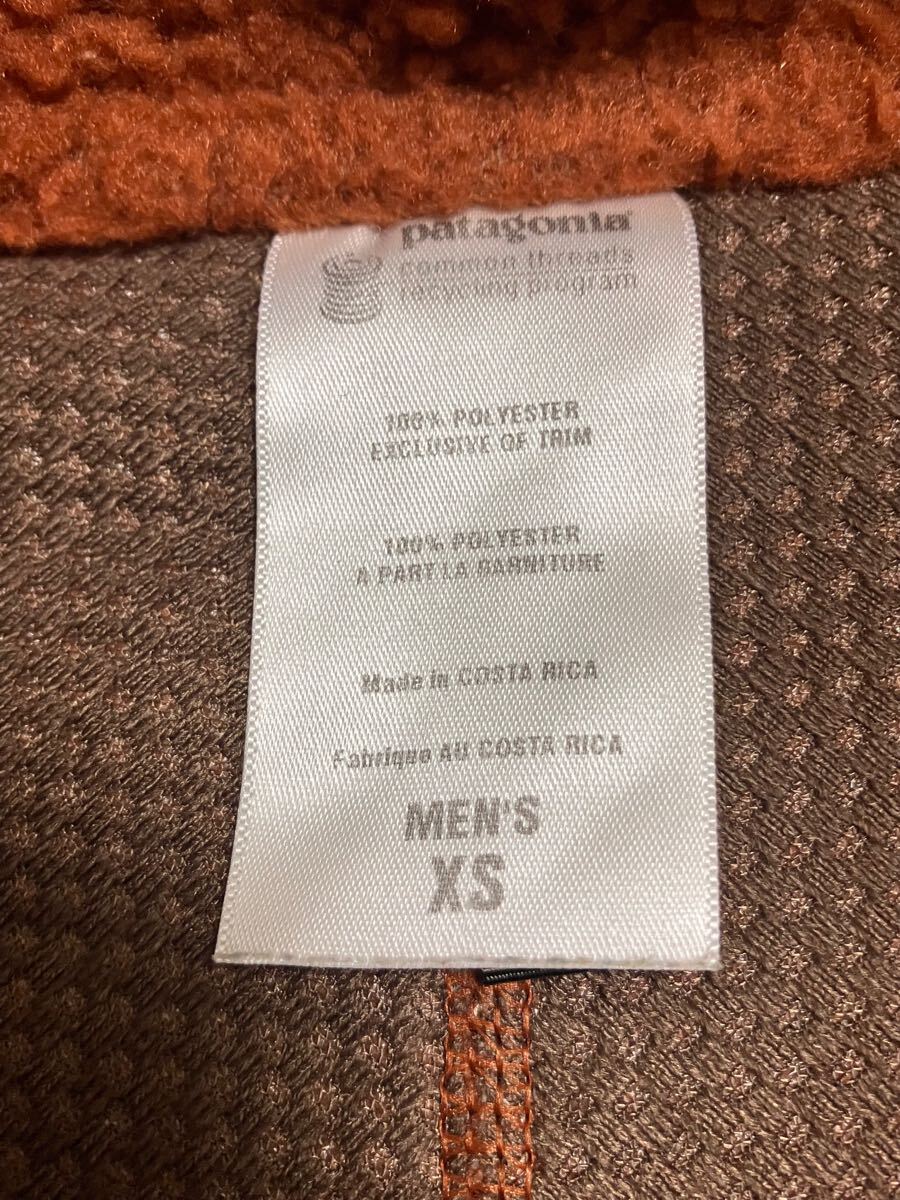 patagonia
common threads
recycling program
100% POLYESTER
EXCLUSIVE OF TRIM
100% POLYESTER
A PART LA GARNITURE
Made in COSTA RICA
Fabrique AU COSTA RICA
MEN'S
XS